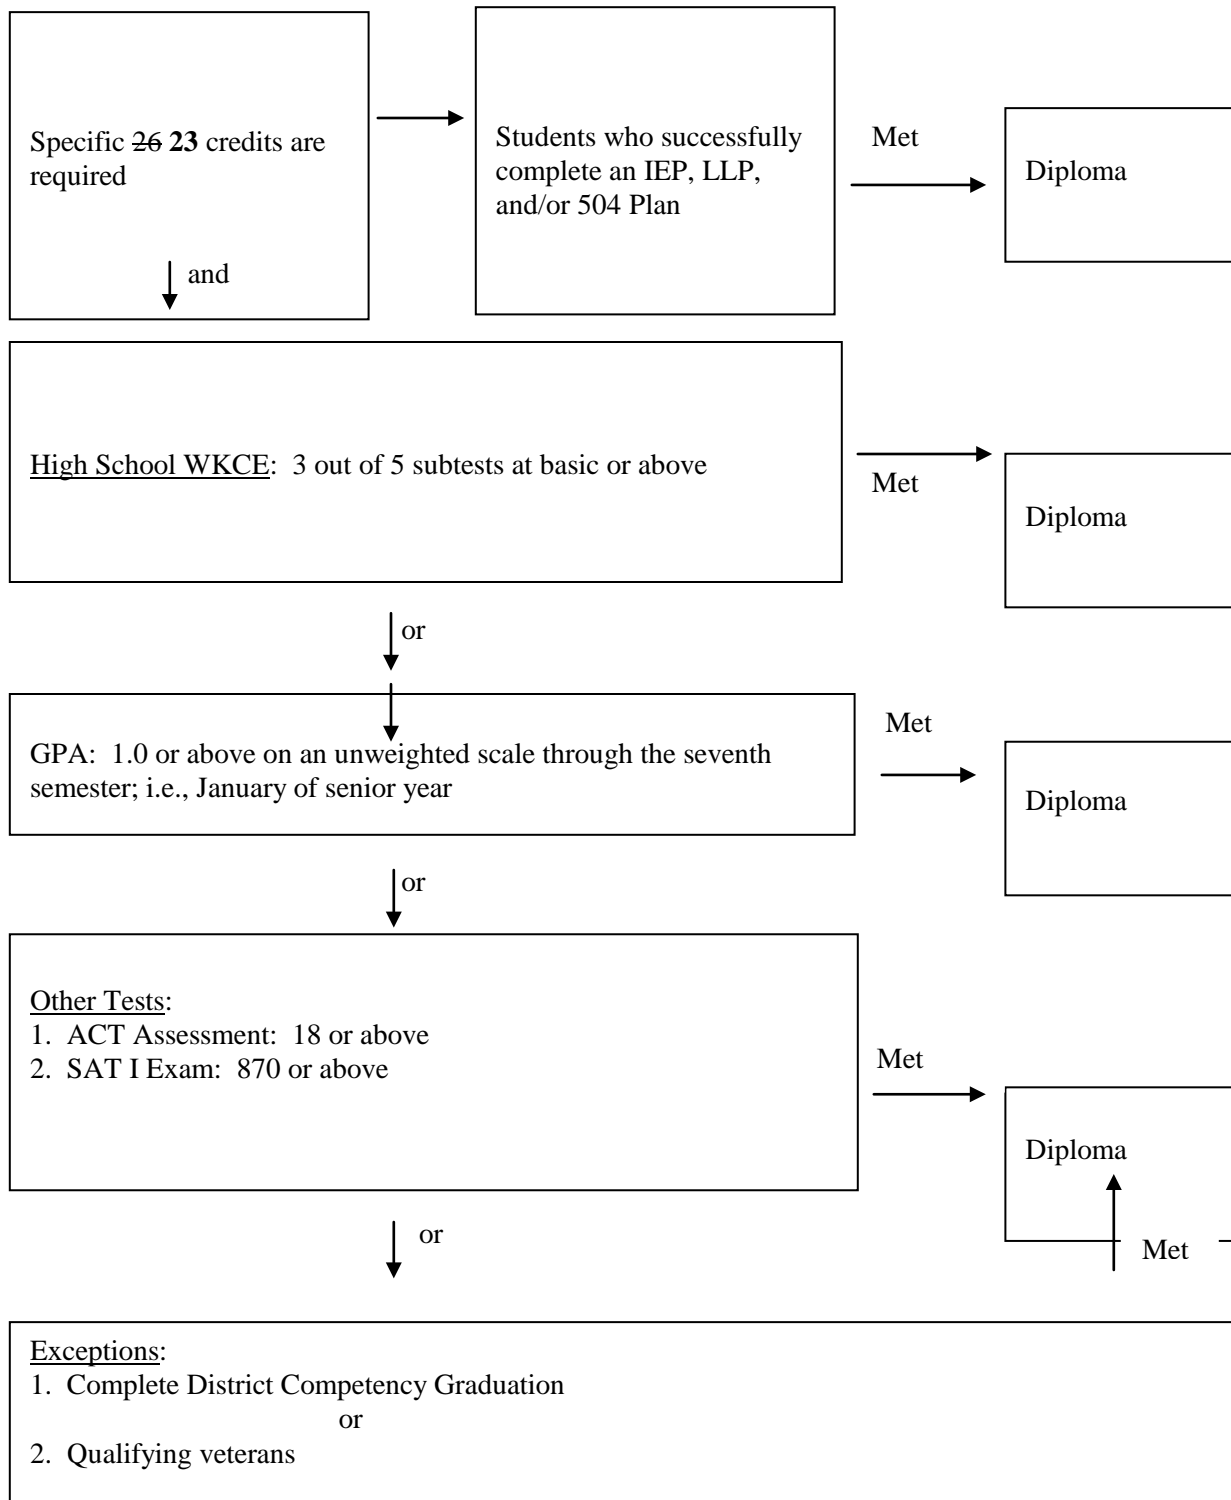 Specific 26 23 credits are
required
and
Students who successfully
complete an IEP, LLP,
and/or 504 Plan
Met
Diploma
High School WKCE: 3 out of 5 subtests at basic or above
Met
Diploma
or
GPA: 1.0 or above on an unweighted scale through the seventh
semester; i.e., January of senior year
Met
Diploma
or
Other Tests:
1. ACT Assessment: 18 or above
2. SAT I Exam: 870 or above
Met
Diploma
Met
or
Exceptions:
1. Complete District Competency Graduation
or
2. Qualifying veterans